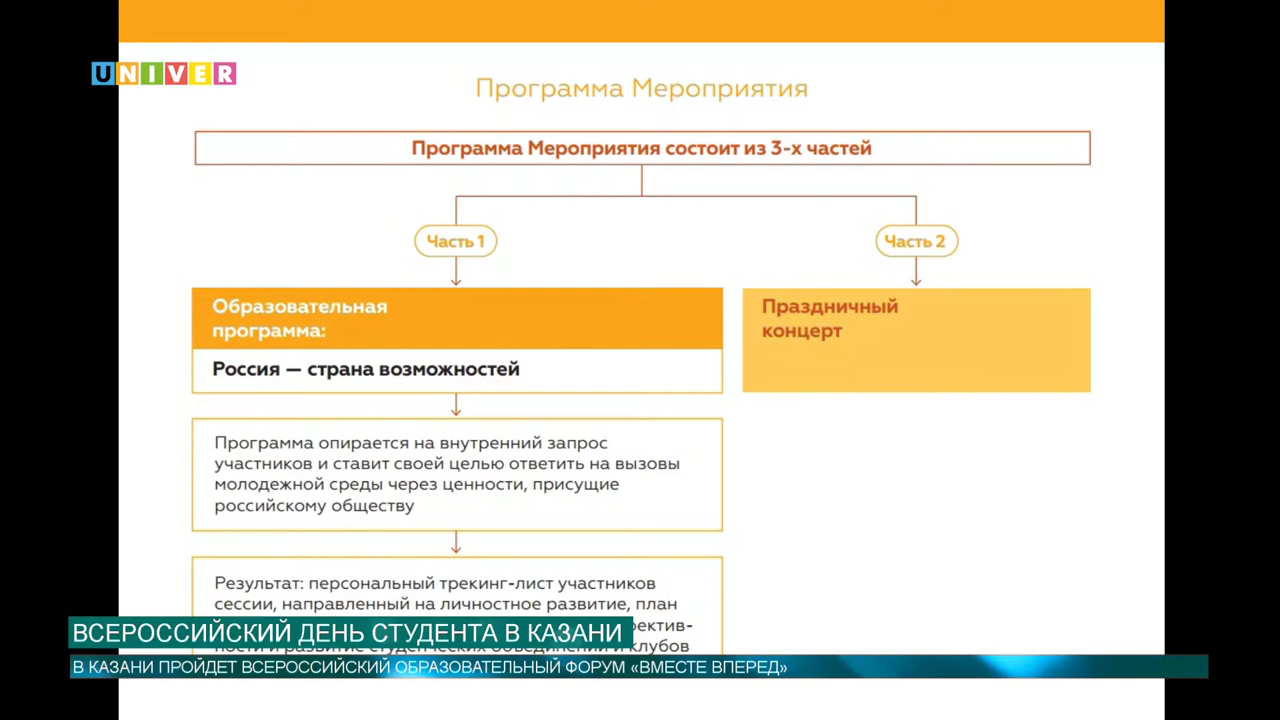 UNIVER
Программа Мероприятия
Программа Мероприятия состоит из 3-х частей
Часть 1
Часть 2
Образовательная
программа:
Россия — страна возможностей
Праздничный
концерт
Программа опирается на внутренний запрос
участников и ставит своей целью ответить на вызовы
молодежной среды через ценности, присущие
российскому обществу
Результат: персональный трекинг-лист участников
сессии, направленный на личностное развитие, план
клубов
ВСЕРОССИЙСКИЙ ДЕНЬ СТУДЕНТА В КАЗАНИ
В КАЗАНИ ПРОЙДЕТ ВСЕРОССИЙСКИЙ ОБРАЗОВАТЕЛЬНЫЙ ФОРУМ «ВМЕСТЕ ВПЕРЕД»